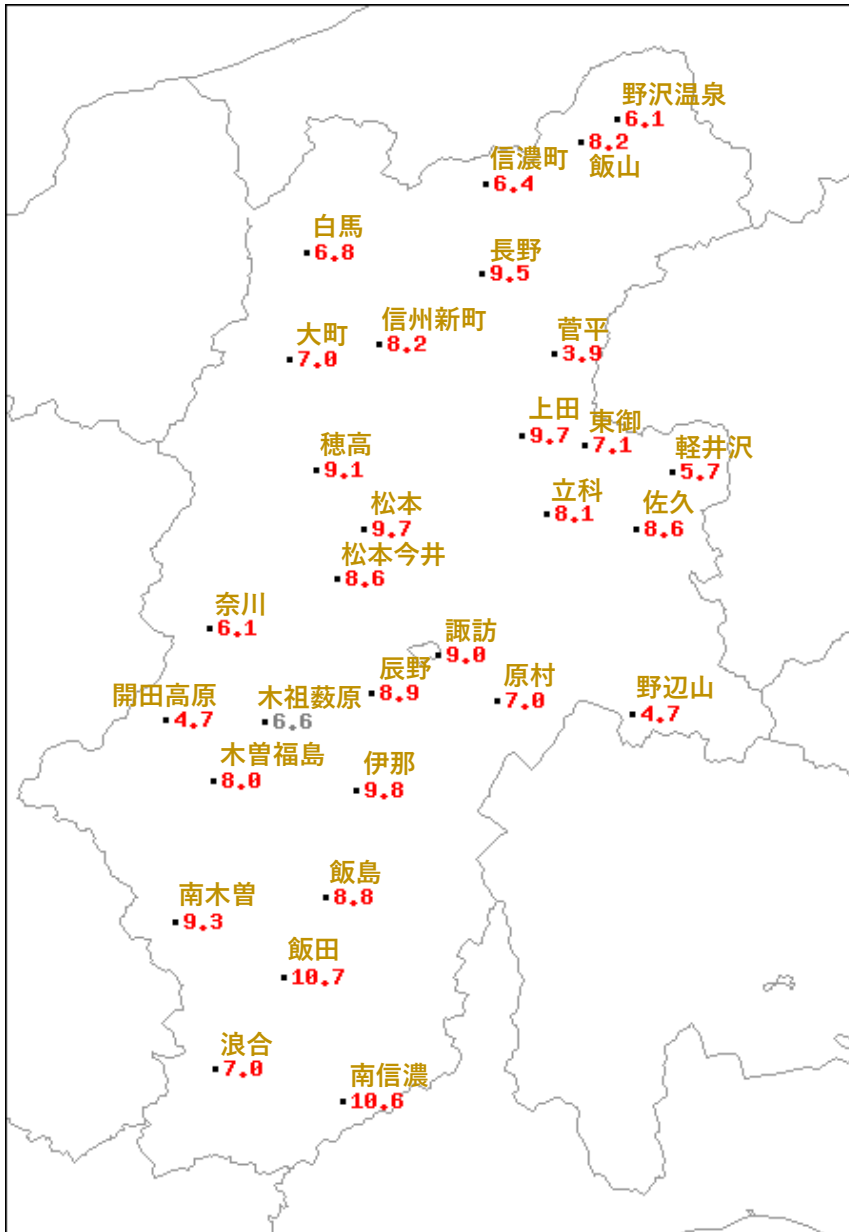 野沢温泉
6.1
8.2
飯山
信濃町
6.4
白馬
6.8
長野
9.5
信州新町
8.2
大町
7.0
菅平
3.9
上田
9.7
東御
7.1
軽井沢
5.7
穂高
9.1
松本
9.7
立科
8.1
佐久
8.6
松本今井
8.6
奈川
6.1
諏訪
9.0
辰野
8.9
原村
7.0
野辺山
4.7
開田高原
4.7
木祖薮原
6.6
木曽福島
8.0
伊那
9.8
飯島
8.8
南木曽
9.3
飯田
10.7
浪合
7.0
南信濃
10.6